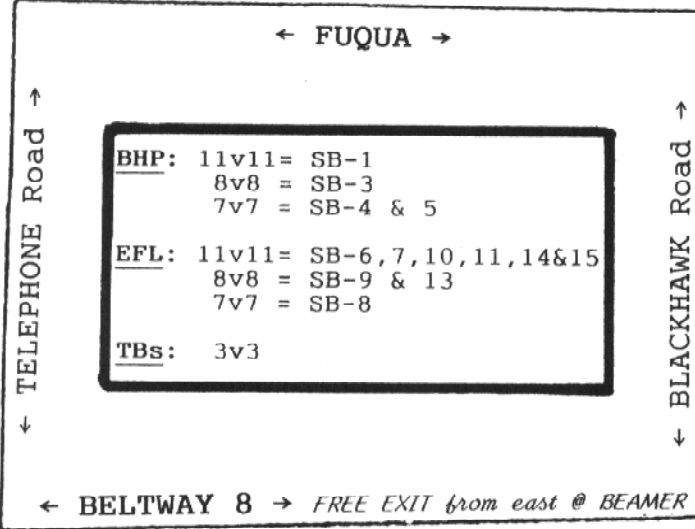 ← FUQUA →
← TELEPHONE Road →
BHP: 11v11= SB-1
8v8 = SB-3
7v7 = SB-4 & 5
EFL: 11v11= SB-6,7,10,11,14&15
8v8 = SB-9 & 13
7v7 = SB-8
TBs: 3v3
← BLACKHAWK Road →
← BELTWAY 8 → FREE EXIT from east @ BEAMER